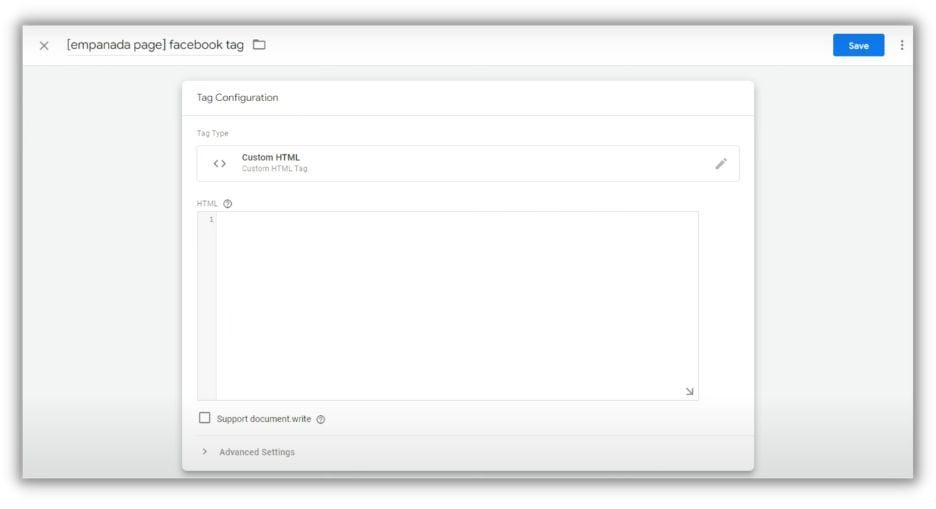 [empanada page] facebook tag
Save
Tag Configuration
Tag Type
Custom HTML
Custom HTML Tag
HTML
1
Support document.write
Advanced Settings